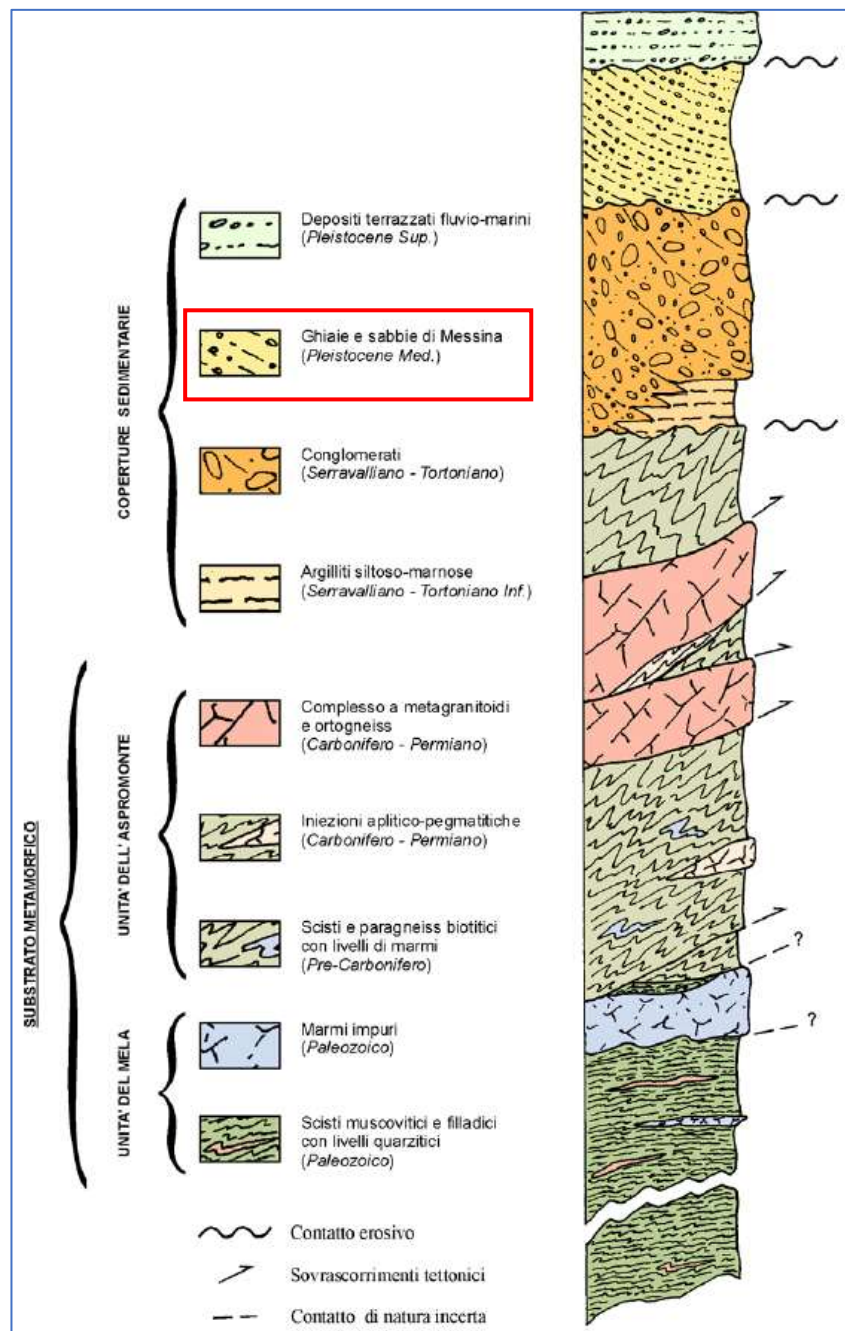 COPERTURE SEDIMENTARIE
Depositi terrazzati fluvio-marini
(Pleistocene Sup.)
Ghiaie e sabbie di Messina
(Pleistocene Med.)
Conglomerati
(Serravalliano - Tortoniano)
Argilliti siltoso-marnose
(Serravalliano - Tortoniano Inf.)
SUBSTRATO METAMORFICO
UNITA' DELL' ASPROMONTE
Complesso a metagranitoidi
e ortogneiss
(Carbonifero - Permiano)
Iniezioni aplitico-pegmatitiche
(Carbonifero - Permiano)
Scisti e paragneiss biotitici
con livelli di marmi
(Pre-Carbonifero)
UNITA' DEL MELA
Marmi impuri
(Paleozoico)
Scisti muscovitici e filladici
con livelli quarzitici
(Paleozoico)
?
?
Contatto erosivo
Sovrascorrimenti tettonici
Contatto di natura incerta